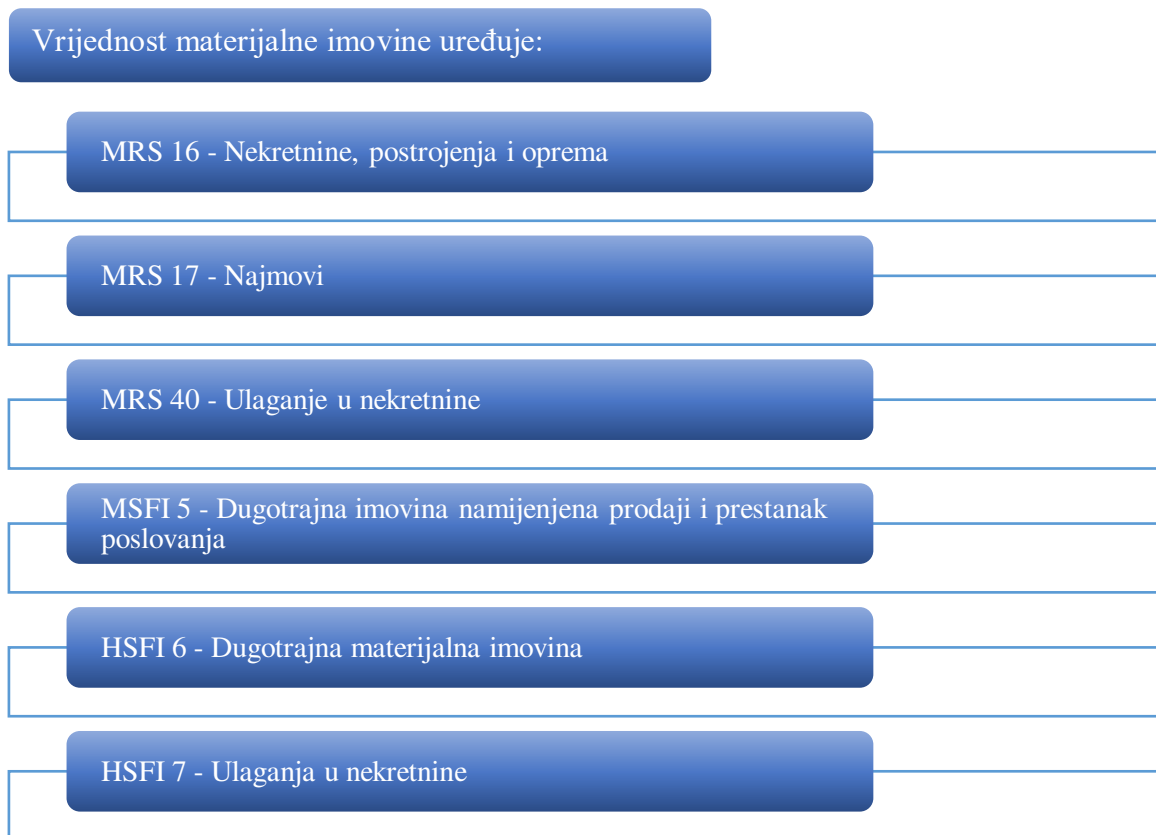 Vrijednost materijalne imovine uređuje:
MRS 16 - Nekretnine, postrojenja i oprema
MRS 17 - Najmovi
MRS 40 - Ulaganje u nekretnine
MSFI 5 - Dugotrajna imovina namijenjena prodaji i prestanak
poslovanja
HSFI 6 - Dugotrajna materijalna imovina
HSFI 7 - Ulaganja u nekretnine